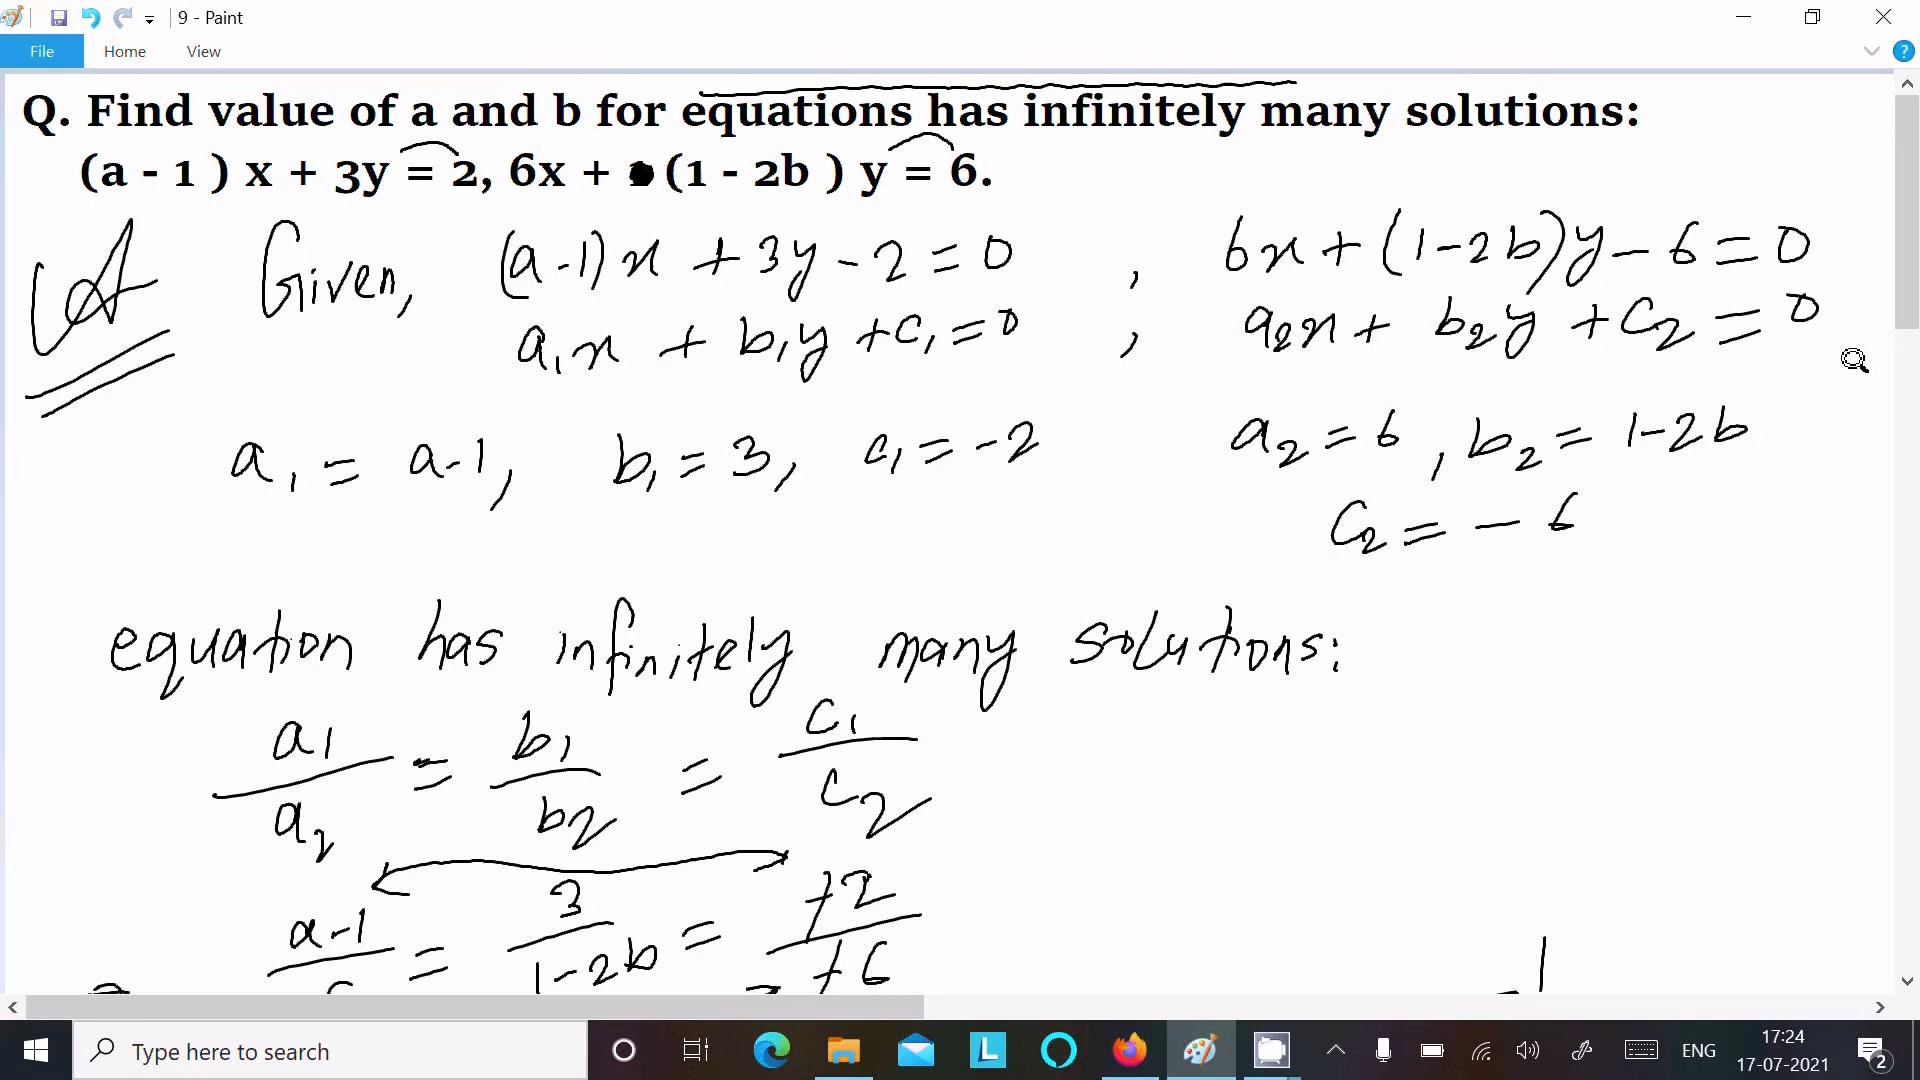 9 - Paint
File Home View
Q. Find value of a and b for equations has infinitely many solutions:
(a - 1 ) x + 3y = 2, 6x + (1 - 2b ) y = 6.
A Given, (a-1)x + 3y - 2 = 0 , 6x + (1-2b)y - 6 = 0
a₁x + b₁y + c₁ = 0 , a₂x + b₂y + c₂ = 0
a₁ = a-1, b₁ = 3, c₁ = -2 a₂ = 6, b₂ = 1-2b
c₂ = - 6
equation has infinitely many solutions:
a₁/a₂ = b₁/b₂ = c₁/c₂
a-1/6 = 3/1-2b = +2/+6
Type here to search
ENG
17:24
17-07-2021
2